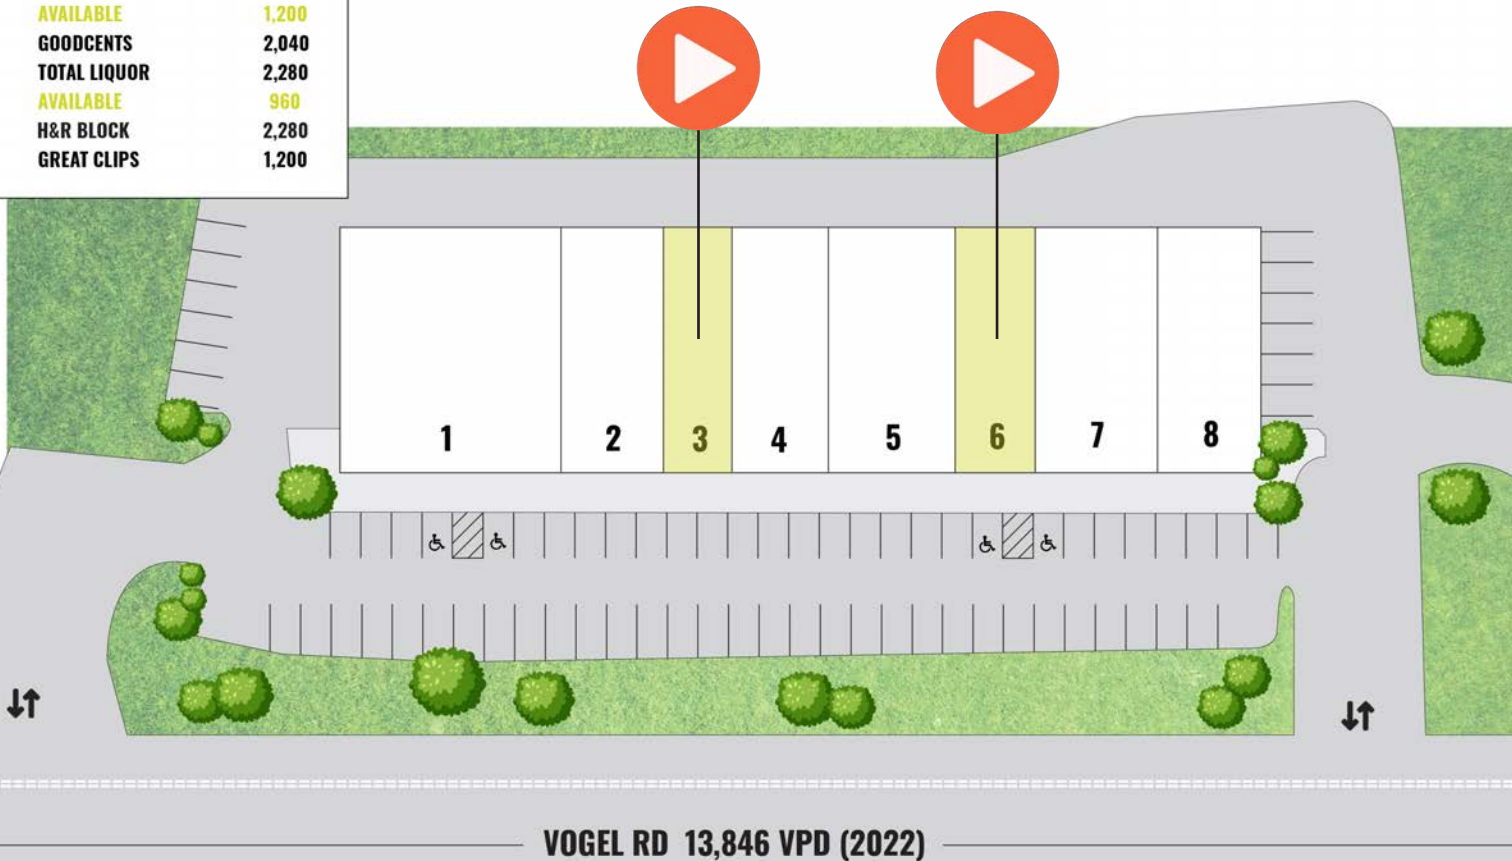 AVAILABLE 1,200
GOODCENTS 2,040
TOTAL LIQUOR 2,280
AVAILABLE 960
H&R BLOCK 2,280
GREAT CLIPS 1,200
1 2 3 4 5 6 7 8
VOGEL RD 13,846 VPD (2022)